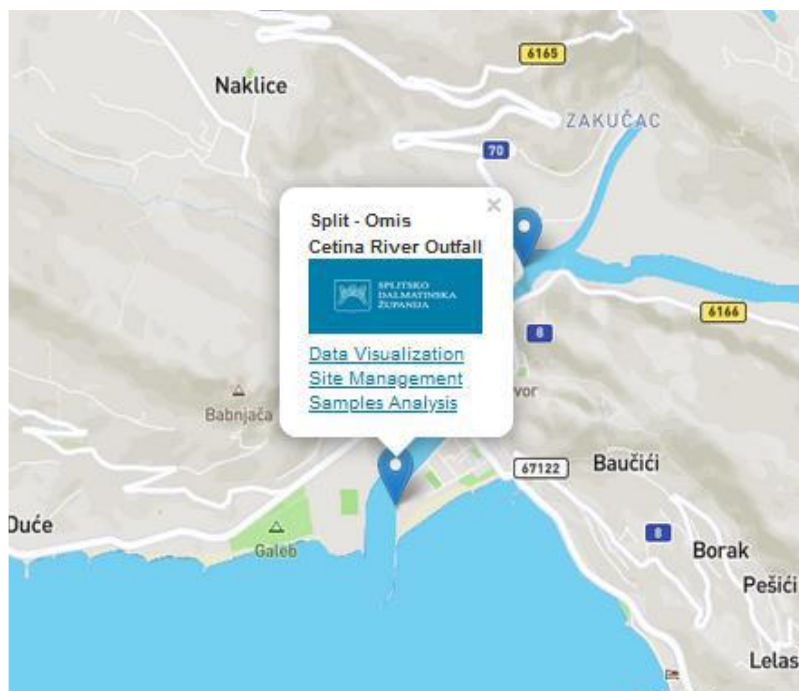 6165
Naklice
ZAKUČAC
70
×
Split - Omis
Cetina River Outfall
SPLITSKO
DALMATINSKA
ŽUPANIJA
6166
8
Data Visualization
Site Management
Samples Analysis
vor
Babnjača
67122
Baučići
Duće
Galeb
8
Borak
Pešići
Lelas